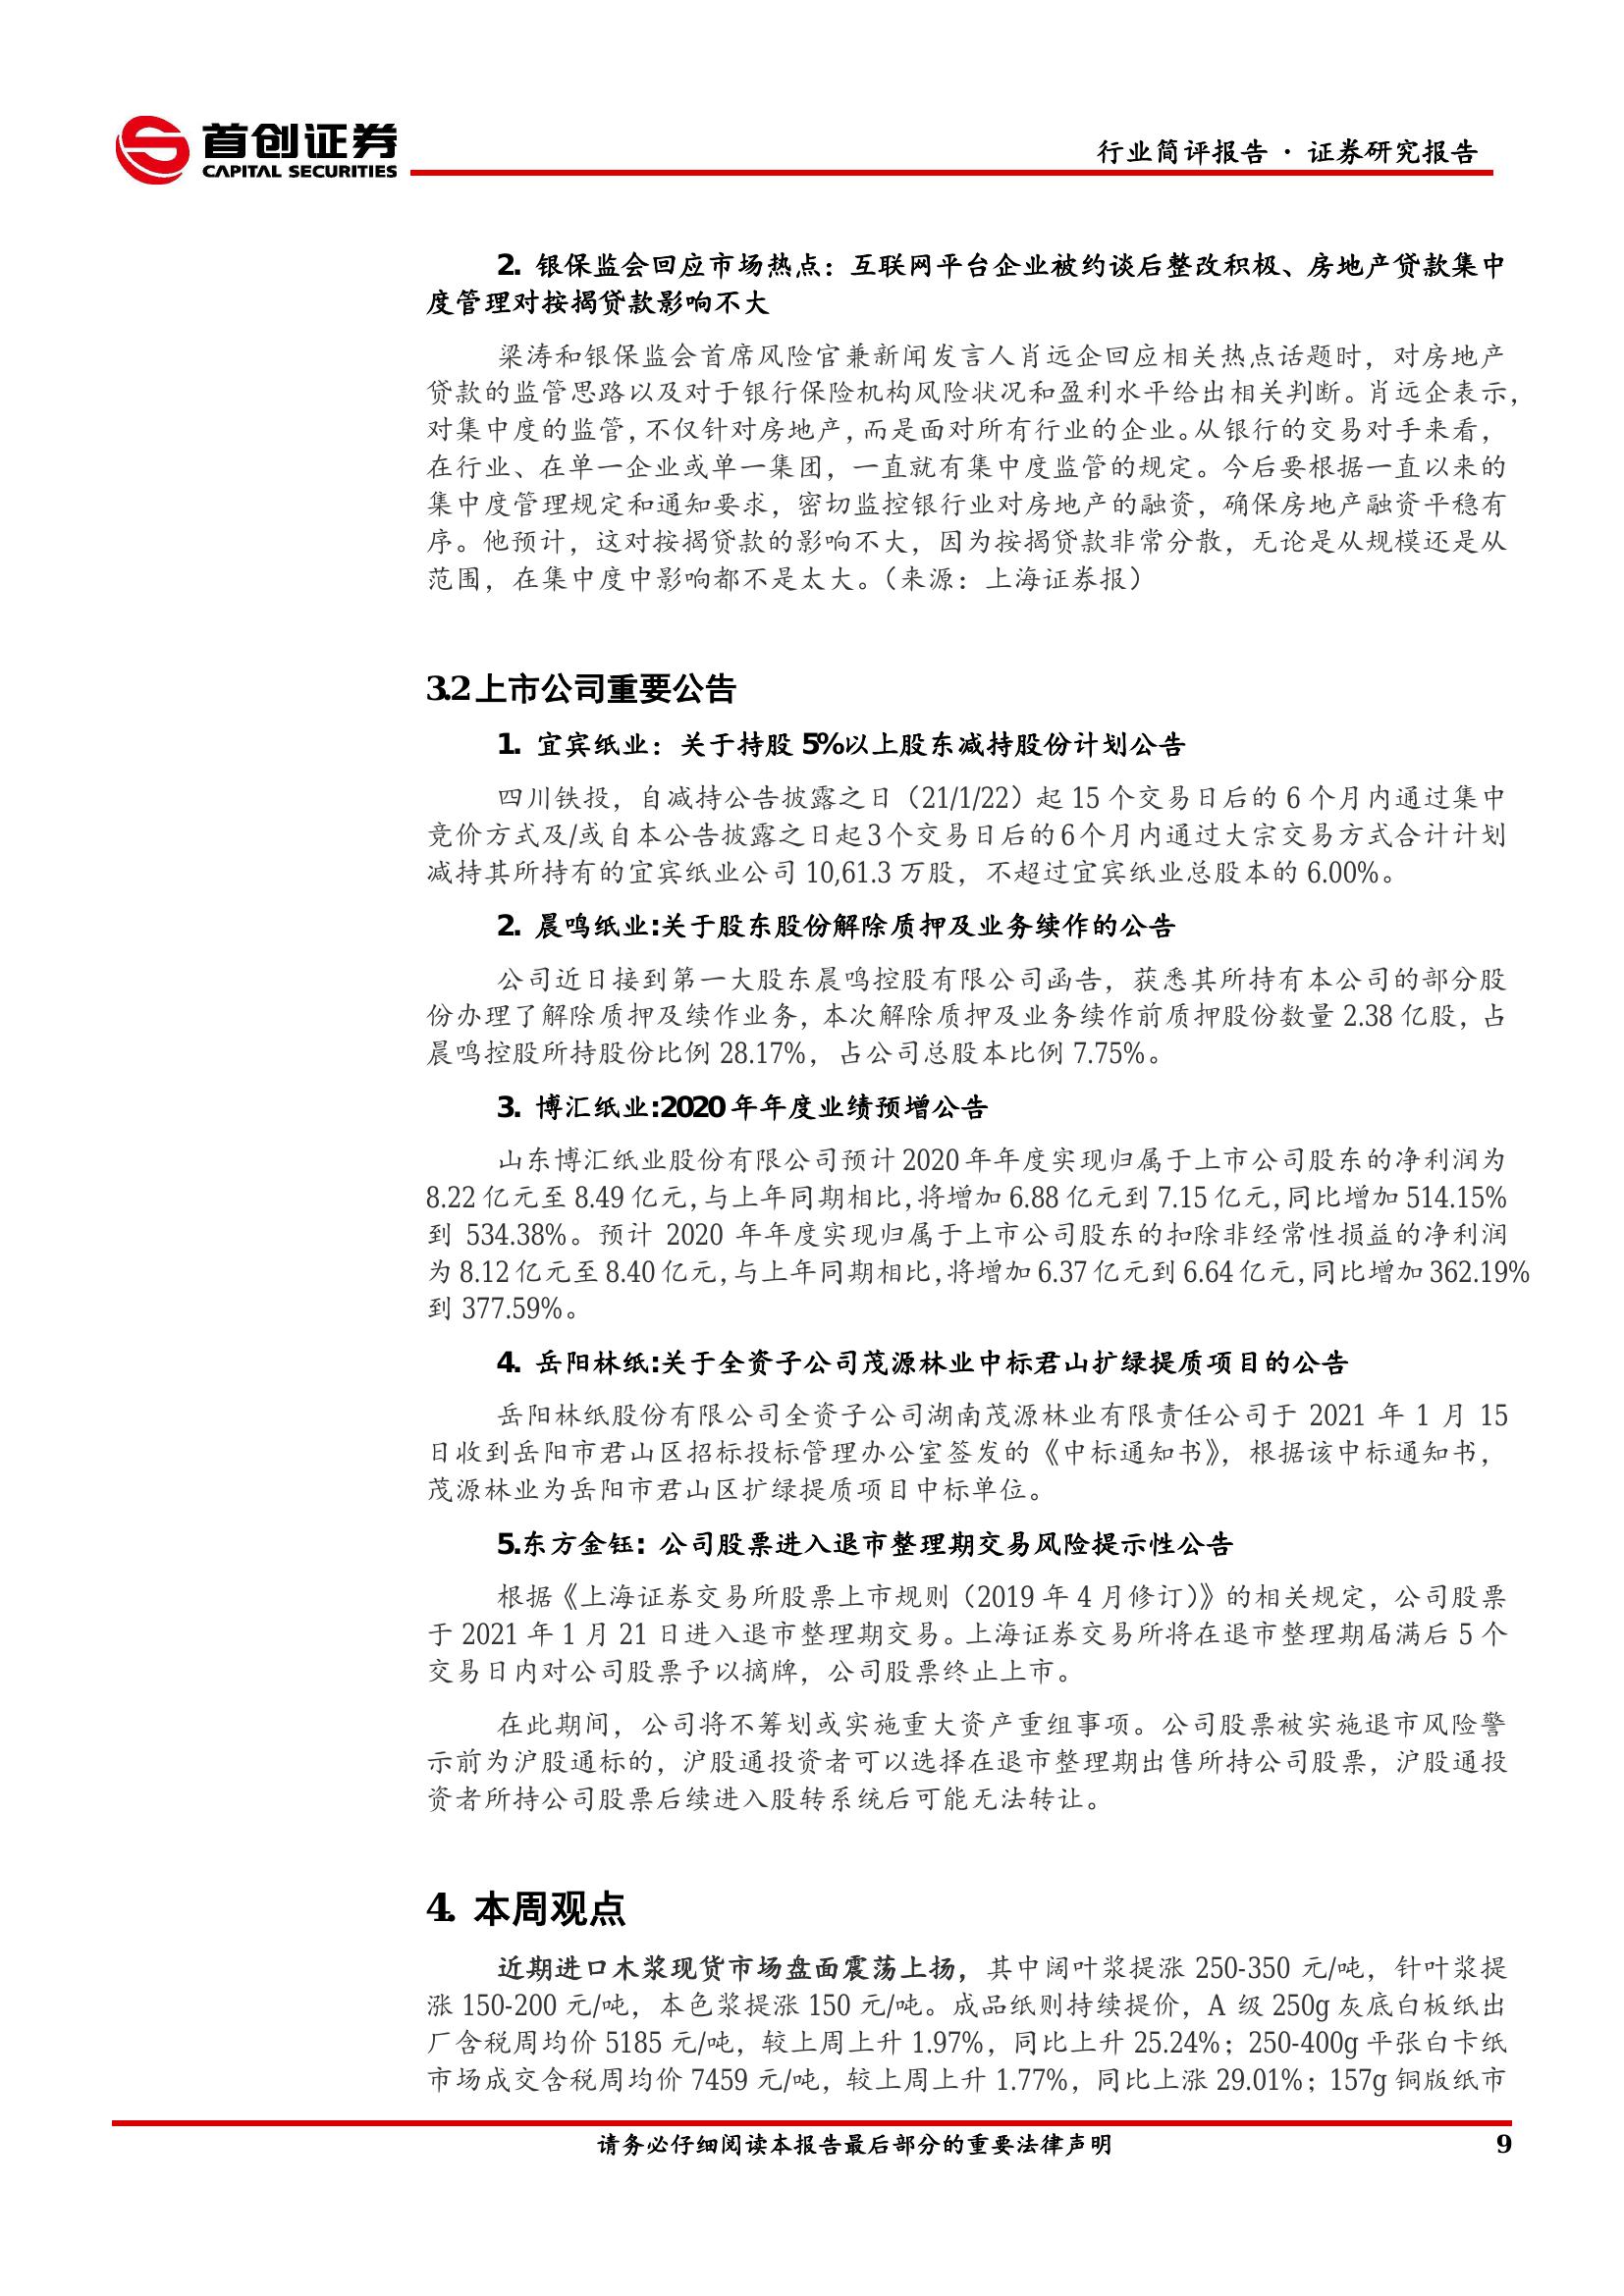 首创证券
CAPITAL SECURITIES
行业简评报告 · 证券研究报告
2. 银保监会回应市场热点：互联网平台企业被约谈后整改积极、房地产贷款集中
度管理对按揭贷款影响不大
梁涛和银保监会首席风险官兼新闻发言人肖远企回应相关热点话题时，对房地产
贷款的监管思路以及对于银行保险机构风险状况和盈利水平给出相关判断。肖远企表示，
对集中度的监管，不仅针对房地产，而是面对所有行业的企业。从银行的交易对手来看，
在行业、在单一企业或单一集团，一直就有集中度监管的规定。今后要根据一直以来的
集中度管理规定和通知要求，密切监控银行业对房地产的融资，确保房地产融资平稳有
序。他预计，这对按揭贷款的影响不大，因为按揭贷款非常分散，无论是从规模还是从
范围，在集中度中影响都不是太大。（来源：上海证券报）
3.2 上市公司重要公告
1. 宜宾纸业：关于持股 5%以上股东减持股份计划公告
四川铁投，自减持公告披露之日（21/1/22）起 15 个交易日后的 6 个月内通过集中
竞价方式及/或自本公告披露之日起 3 个交易日后的 6 个月内通过大宗交易方式合计计划
减持其所持有的宜宾纸业公司 10,61.3 万股，不超过宜宾纸业总股本的 6.00%。
2. 晨鸣纸业:关于股东股份解除质押及业务续作的公告
公司近日接到第一大股东晨鸣控股有限公司函告，获悉其所持有本公司的部分股
份办理了解除质押及续作业务，本次解除质押及业务续作前质押股份数量 2.38 亿股，占
晨鸣控股所持股份比例 28.17%，占公司总股本比例 7.75%。
3. 博汇纸业:2020 年年度业绩预增公告
山东博汇纸业股份有限公司预计 2020 年年度实现归属于上市公司股东的净利润为
8.22 亿元至 8.49 亿元，与上年同期相比，将增加 6.88 亿元到 7.15 亿元，同比增加 514.15%
到 534.38%。预计 2020 年年度实现归属于上市公司股东的扣除非经常性损益的净利润
为 8.12 亿元至 8.40 亿元，与上年同期相比，将增加 6.37 亿元到 6.64 亿元，同比增加 362.19%
到 377.59%。
4. 岳阳林纸:关于全资子公司茂源林业中标君山扩绿提质项目的公告
岳阳林纸股份有限公司全资子公司湖南茂源林业有限责任公司于 2021 年 1 月 15
日收到岳阳市君山区招标投标管理办公室签发的《中标通知书》，根据该中标通知书，
茂源林业为岳阳市君山区扩绿提质项目中标单位。
5.东方金钰：公司股票进入退市整理期交易风险提示性公告
根据《上海证券交易所股票上市规则（2019 年 4 月修订）》的相关规定，公司股票
于 2021 年 1 月 21 日进入退市整理期交易。上海证券交易所将在退市整理期届满后 5 个
交易日内对公司股票予以摘牌，公司股票终止上市。
在此期间，公司将不筹划或实施重大资产重组事项。公司股票被实施退市风险警
示前为沪股通标的，沪股通投资者可以选择在退市整理期出售所持公司股票，沪股通投
资者所持公司股票后续进入股转系统后可能无法转让。
4. 本周观点
近期进口木浆现货市场盘面震荡上扬，其中阔叶浆提涨 250-350 元/吨，针叶浆提
涨 150-200 元/吨，本色浆提涨 150 元/吨。成品纸则持续提价，A 级 250g 灰底白板纸出
厂含税周均价 5185 元/吨，较上周上升 1.97%，同比上升 25.24%；250-400g 平张白卡纸
市场成交含税周均价 7459 元/吨，较上周上升 1.77%，同比上涨 29.01%；157g 铜版纸市
请务必仔细阅读本报告最后部分的重要法律声明
9